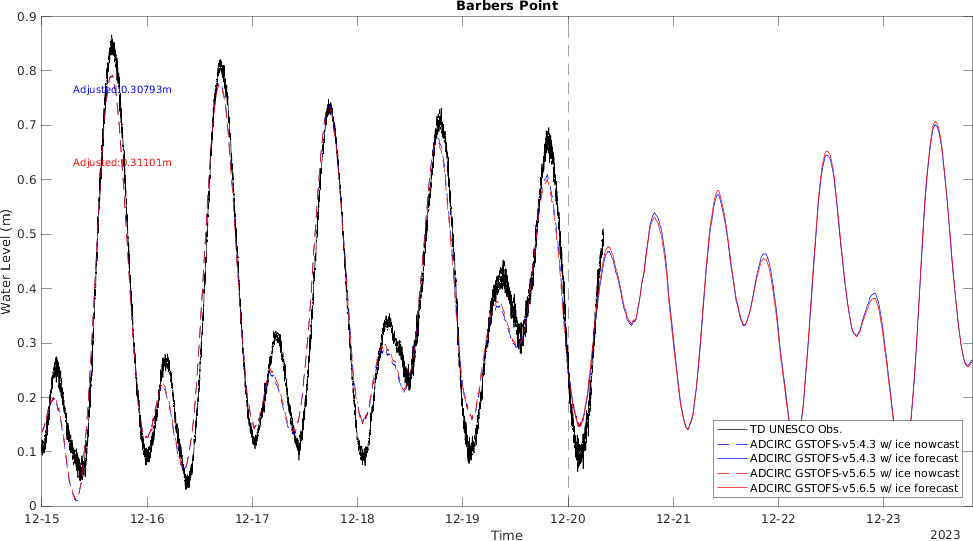 Barbers Point
0.9
0.8
Adjusted:0.30793m
0.7
Adjusted:0.31101m
0.6
0.5
Water Level (m)
0.4
0.3
0.2
0.1
0
TD UNESCO Obs.
ADCIRC GSTOFS-v5.4.3 w/ ice nowcast
ADCIRC GSTOFS-v5.4.3 w/ ice forecast
ADCIRC GSTOFS-v5.6.5 w/ ice nowcast
ADCIRC GSTOFS-v5.6.5 w/ ice forecast
12-15 12-16 12-17 12-18 12-19 12-20 12-21 12-22 12-23
Time
2023